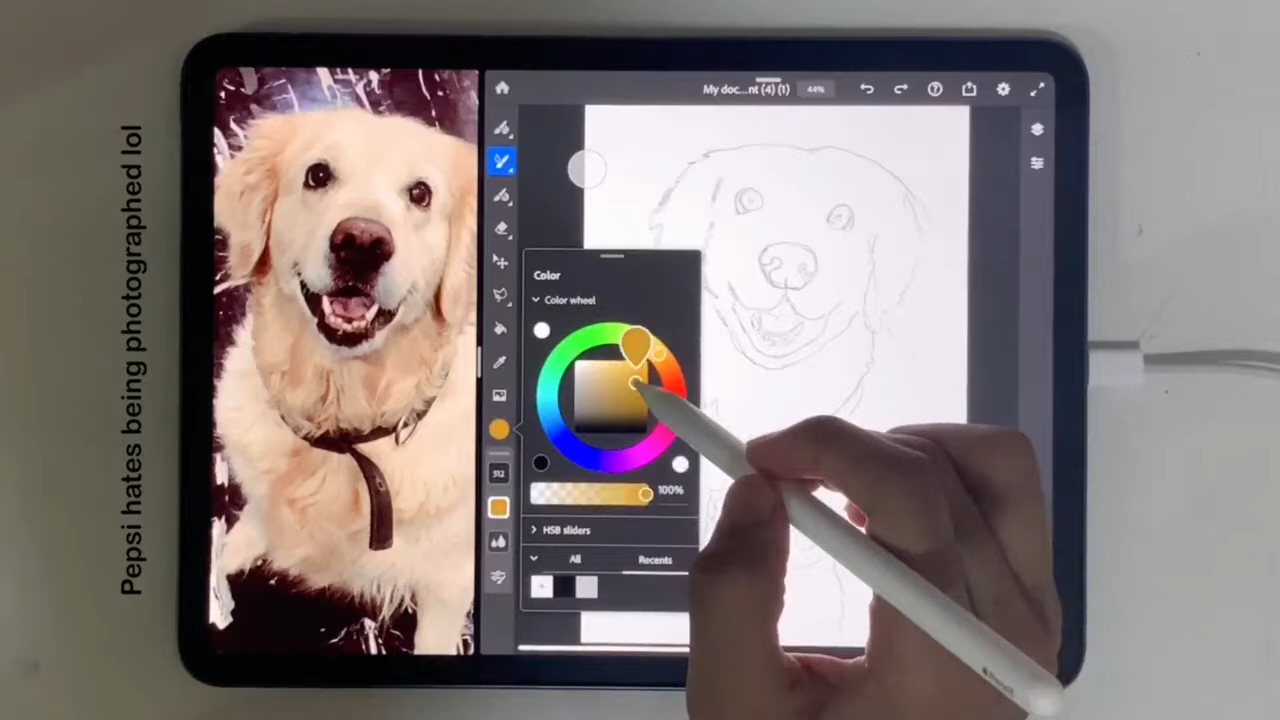 Pepsi hates being photographed lol
My doc...nt (4) (1)
44%
Color
Color wheel
512
100%
HSB sliders
All
Recents